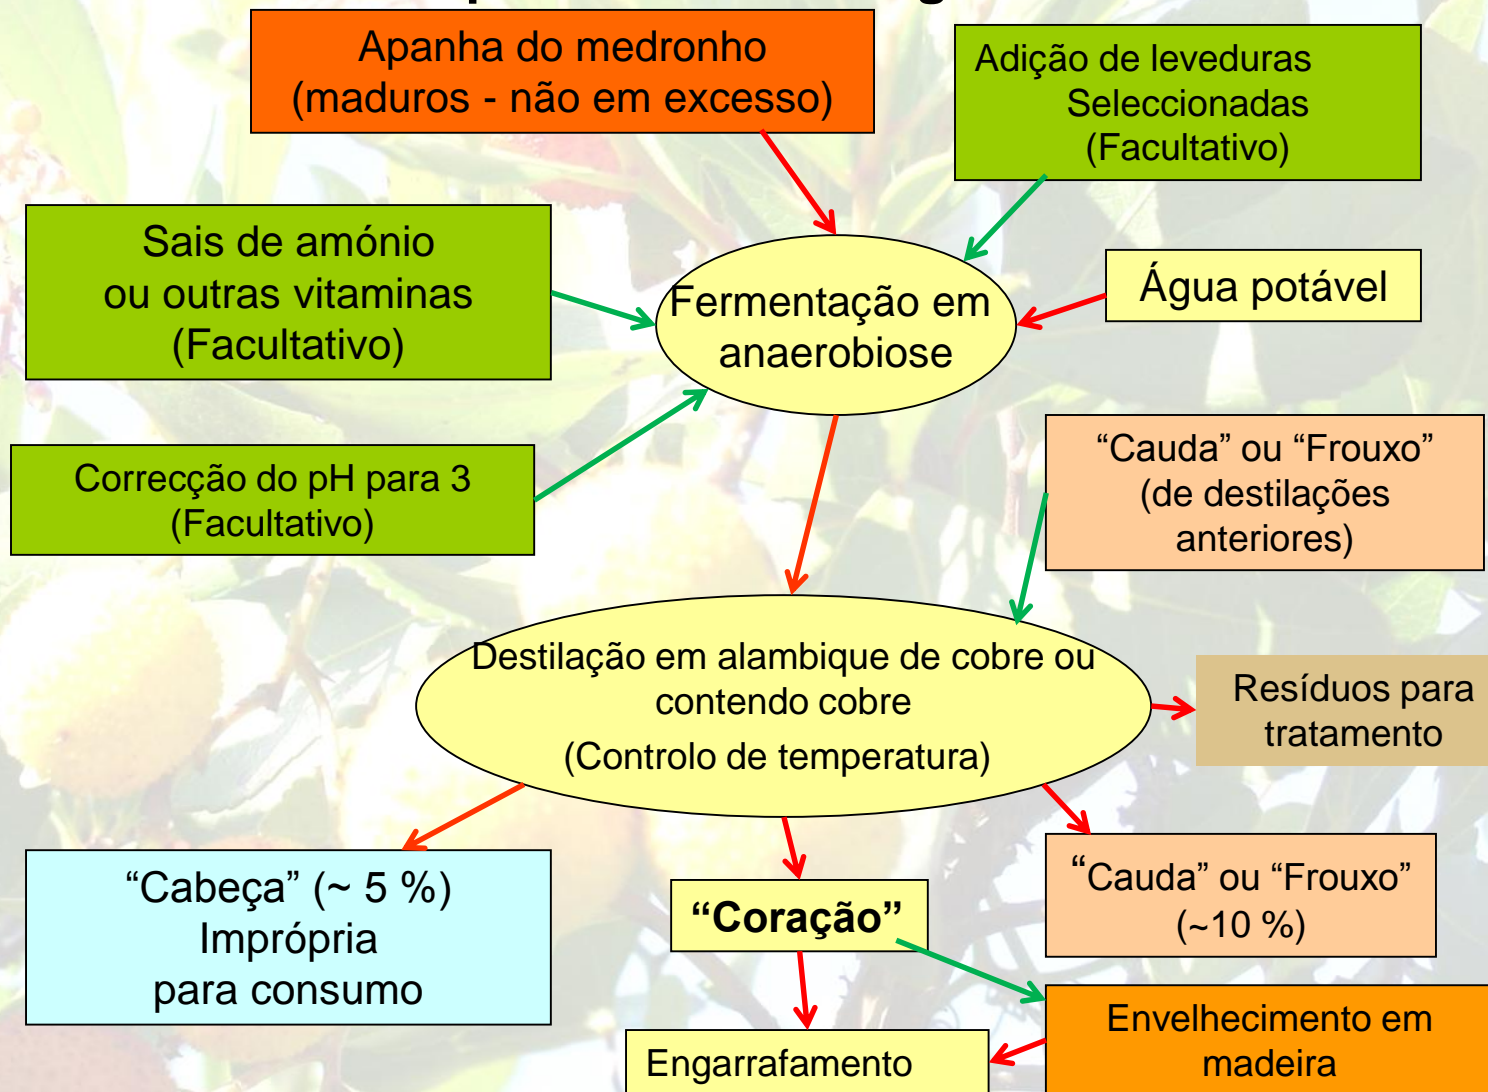 Apanha do medronho
(maduros - não em excesso)
Adição de leveduras
Seleccionadas
(Facultativo)
Sais de amónio
ou outras vitaminas
(Facultativo)
Fermentação em
anaerobiose
Água potável
Correcção do pH para 3
(Facultativo)
“Cauda” ou “Frouxo”
(de destilações
anteriores)
Destilação em alambique de cobre ou
contendo cobre
(Controlo de temperatura)
Resíduos para
tratamento
“Cabeça” (~ 5 %)
Imprópria
para consumo
“Coração”
“Cauda” ou “Frouxo”
(~10 %)
Engarrafamento
Envelhecimento em
madeira